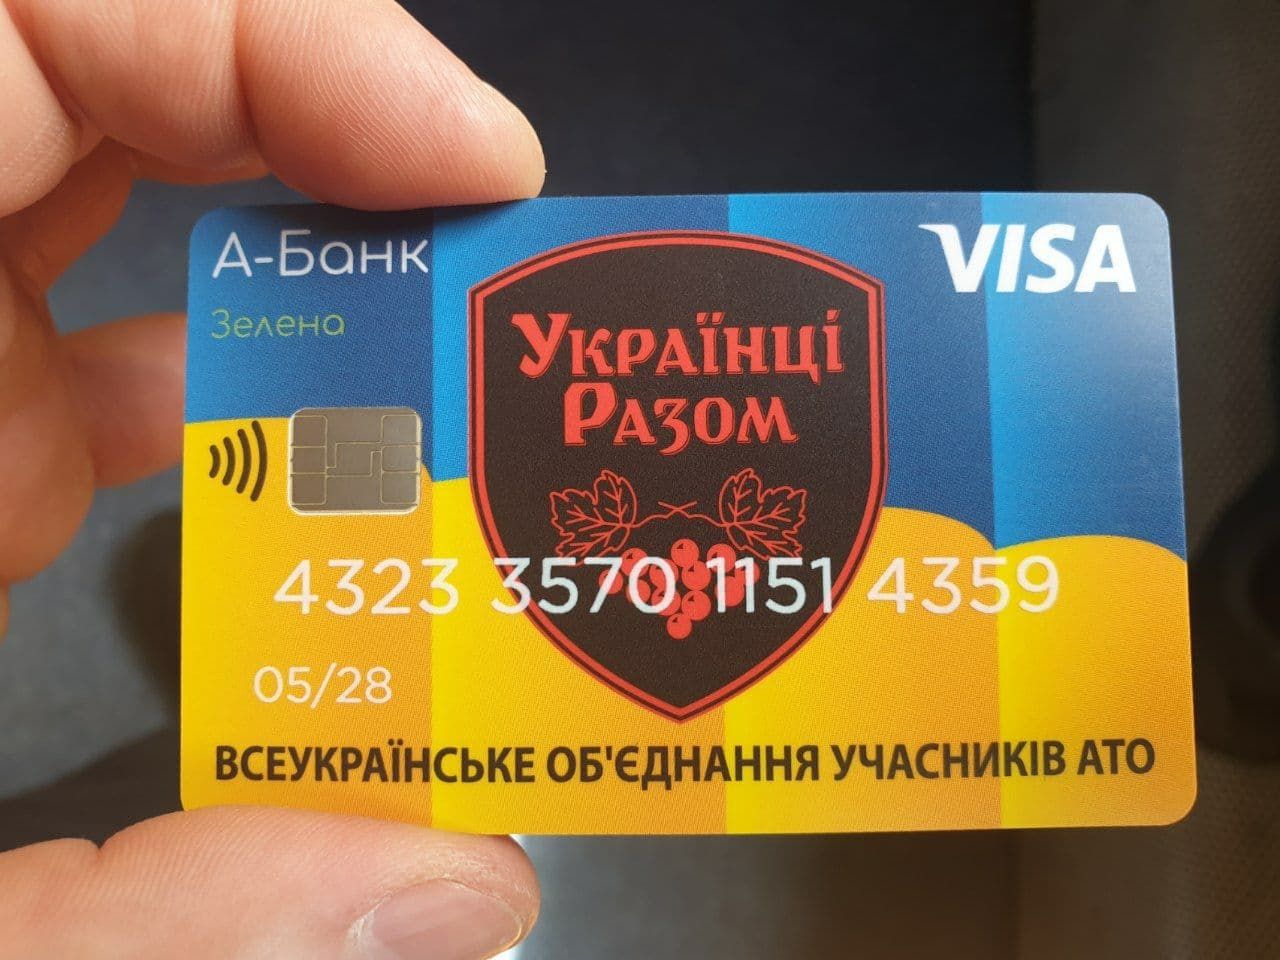 А-Банк
VISA
Зелена
Українці
Разом
4323 3570 1151 4359
05/28
ВСЕУКРАЇНСЬКЕ ОБ'ЄДНАННЯ УЧАСНИКІВ АТО